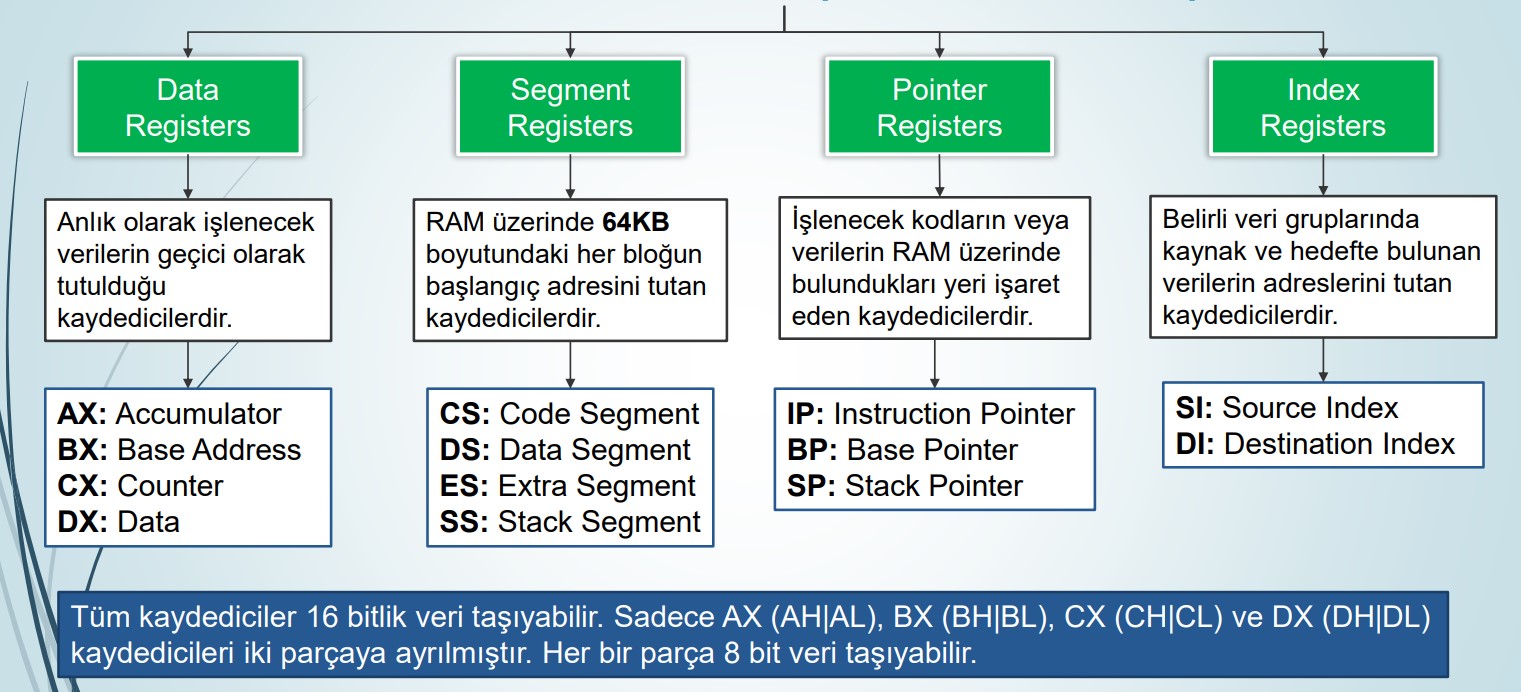 Data
Registers
Segment
Registers
Pointer
Registers
Index
Registers
Anlık olarak işlenecek
verilerin geçici olarak
tutulduğu
kaydedicilerdir.
RAM üzerinde 64KB
boyutundaki her bloğun
başlangıç adresini tutan
kaydedicilerdir.
İşlenecek kodların veya
verilerin RAM üzerinde
bulundukları yeri işaret
eden kaydedicilerdir.
Belirli veri gruplarında
kaynak ve hedefte bulunan
verilerin adreslerini tutan
kaydedicilerdir.
AX: Accumulator
BX: Base Address
CX: Counter
DX: Data
CS: Code Segment
DS: Data Segment
ES: Extra Segment
SS: Stack Segment
IP: Instruction Pointer
BP: Base Pointer
SP: Stack Pointer
SI: Source Index
DI: Destination Index
Tüm kaydediciler 16 bitlik veri taşıyabilir. Sadece AX (AH|AL), BX (BH|BL), CX (CH|CL) ve DX (DH|DL)
kaydedicileri iki parçaya ayrılmıştır. Her bir parça 8 bit veri taşıyabilir.